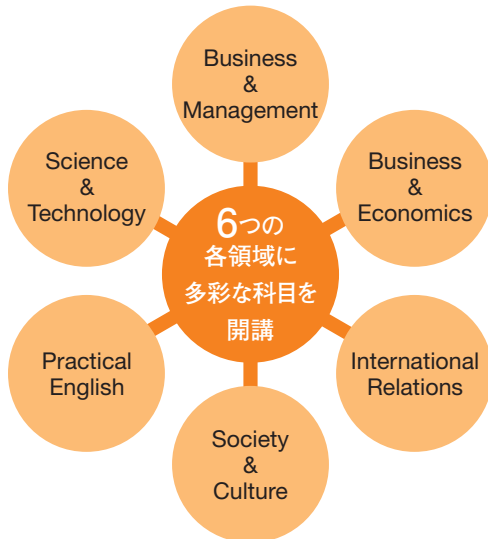 Business
&
Management
Science
&
Technology
Business
&
Economics
6つの
各領域に
多彩な科目を
開講
Practical
English
International
Relations
Society
&
Culture